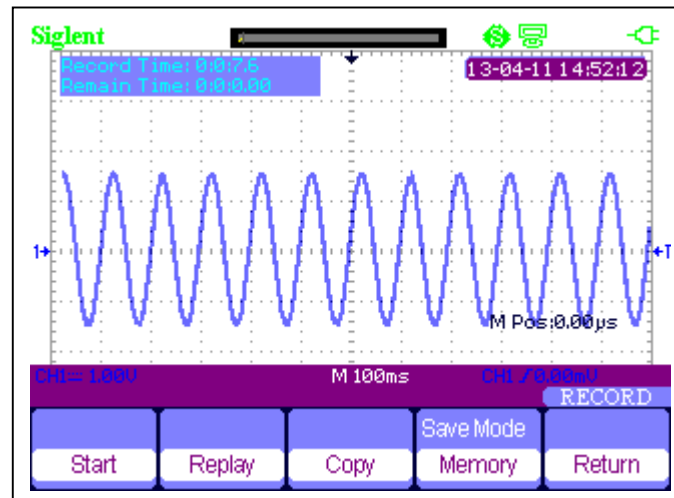 Siglent
Record Time: 0:0:7.6
Remain Time: 0:0:0.00
13-04-11 14:52:12
1
T
M Pos:0.00μs
CH1 1.00V M 100ms CH1 0.00mV
RECORD
Save Mode
Start Replay Copy Memory Return